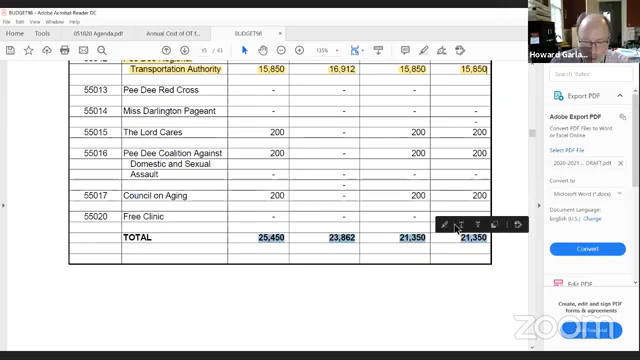 BUDGET98 - Adobe Acrobat Reader DC
File Edit View Window Help
051820 Agenda.pdf
BUDGET98 ×
Home Tools
15 / 63
135%
Howard Garla
Transportation Authority 15,850 16,912 15,850 15,850
55013 Pee Dee Red Cross - - - -
55014 Miss Darlington Pageant - - - -
-
55015 The Lord Cares 200 - 200 200
55016 Pee Dee Coalition Against 200 - 200 200
Domestic and Sexual
Assault - - - -
-
55017 Council on Aging 200 - 200 200
55020 Free Clinic - - -
TOTAL 25,450 23,862 21,350 21,350
Export PDF
Adobe Export PDF
Convert PDF Files to Word
or Excel Online
Select PDF File
2020-2021 ... DRAFT.pdf ×
Convert to
Microsoft Word (*.docx)
Document Language:
English (U.S.) Change
Convert
Edit PDF
Create, edit and sign PDF
forms & agreements
zoom